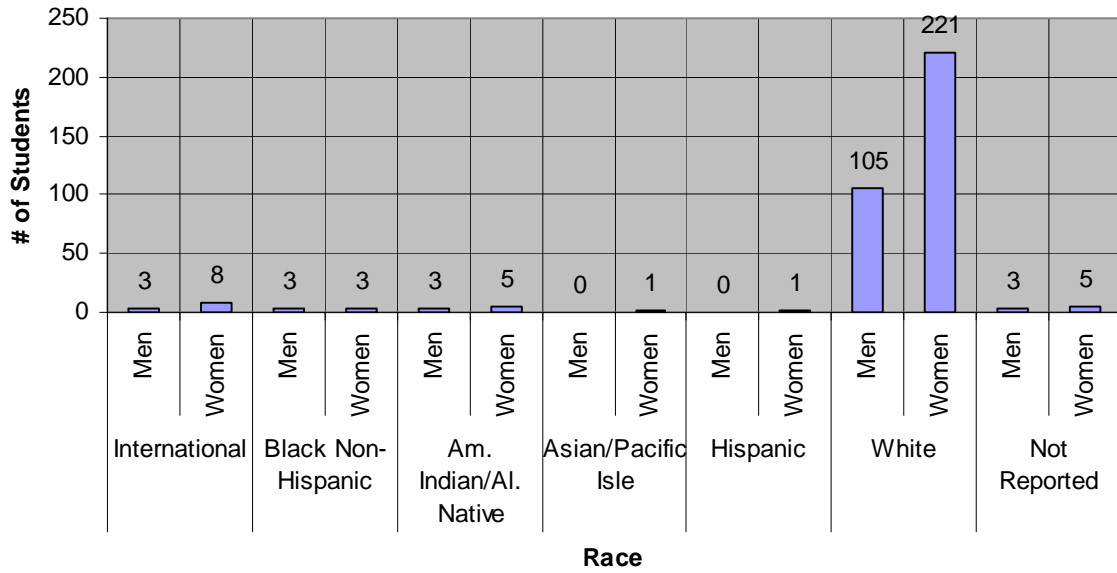 250
200
150
100
50
0
# of Students
3
8
3
3
3
5
0
1
0
1
105
221
3
5
Men
Women
Men
Women
Men
Women
Men
Women
Men
Women
Men
Women
Men
Women
International
Black Non-
Hispanic
Am.
Indian/Al.
Native
Asian/Pacific
Isle
Hispanic
White
Not
Reported
Race